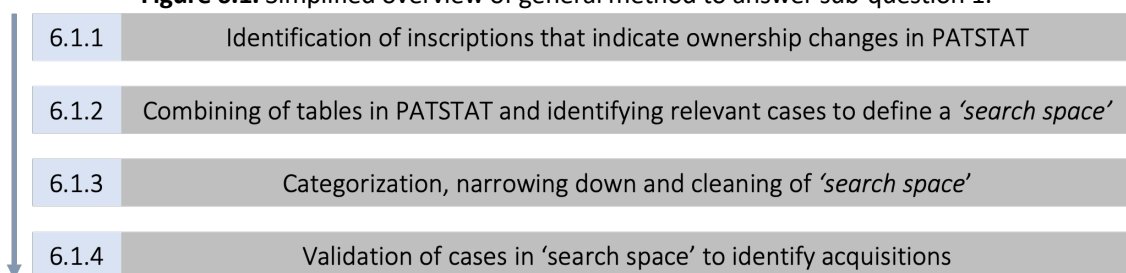 Figure 6.1. Simplified overview of general method to answer sub-question 1.
6.1.1 Identification of inscriptions that indicate ownership changes in PATSTAT
6.1.2 Combining of tables in PATSTAT and identifying relevant cases to define a ‘search space’
6.1.3 Categorization, narrowing down and cleaning of ‘search space’
6.1.4 Validation of cases in ‘search space’ to identify acquisitions